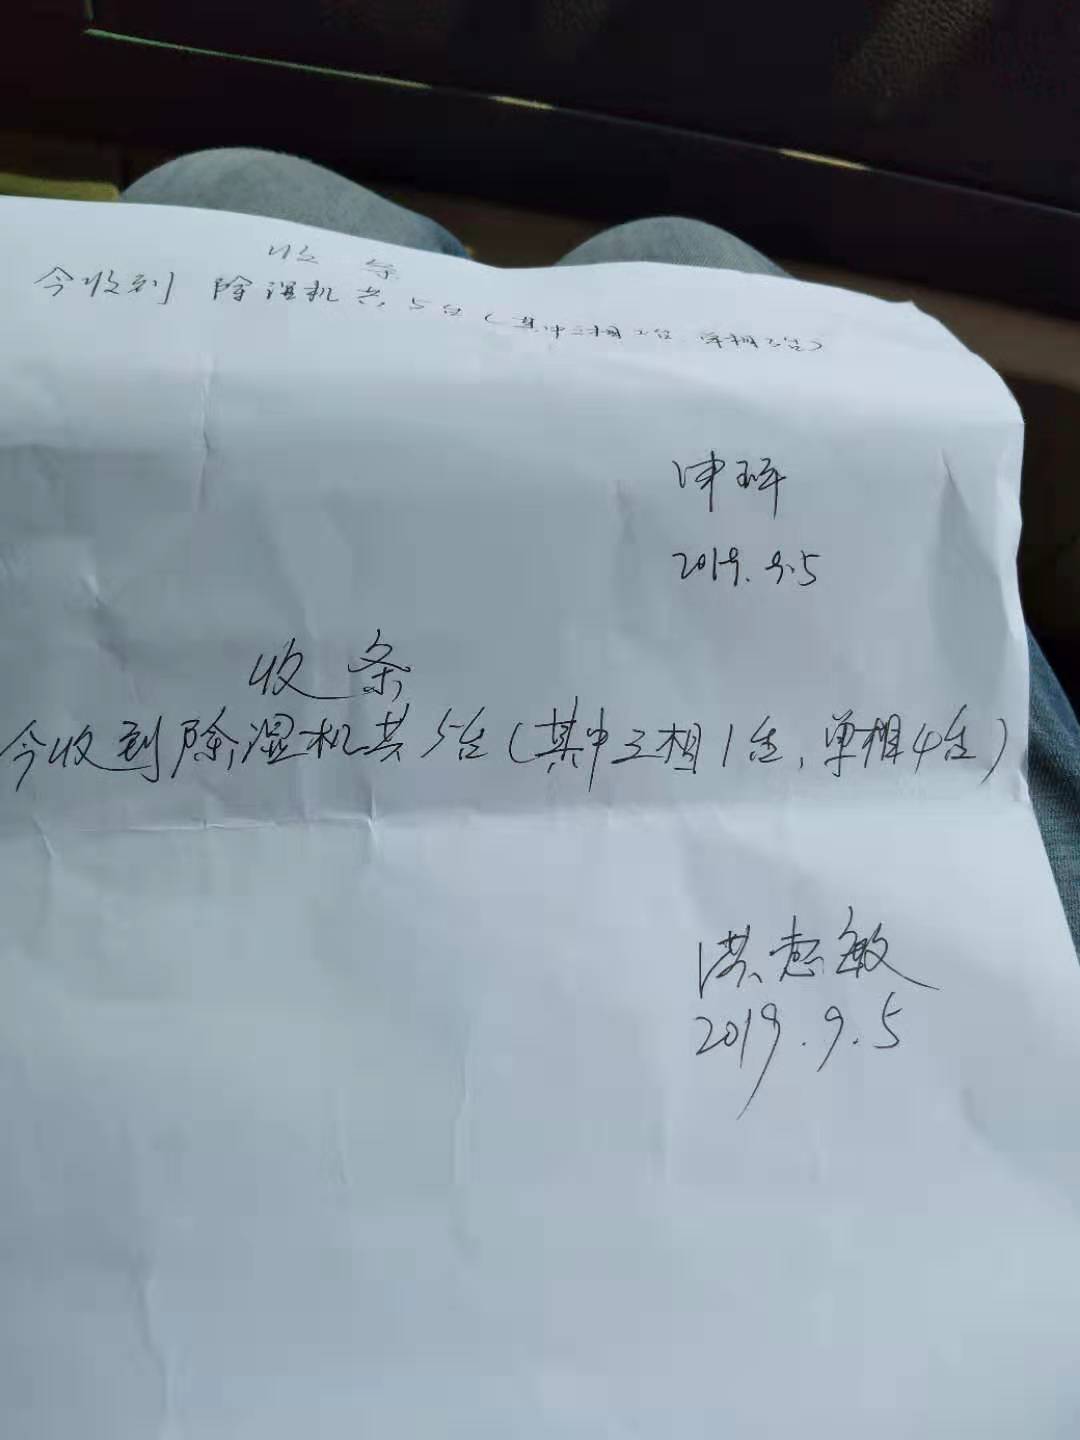 收条
今收到 除湿机共5台(其中三相2台 单相3台)
2019.9.5
收条
今收到除湿机共5台(其中三相1台,单相4台)
洪志敏
2019.9.5